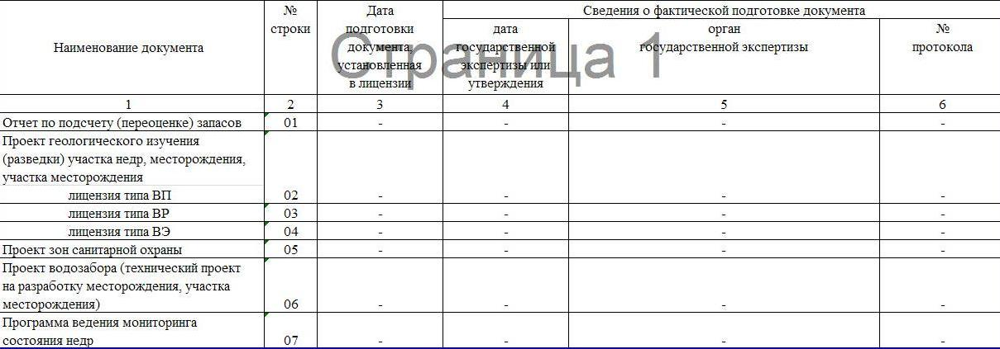 Наименование документа
№
строки
Дата
подготовки
документа,
установленная
в лицензии
Сведения о фактической подготовке документа
дата
государственной
экспертизы или
утверждения
орган
государственной экспертизы
№
протокола
Страница 1
1 2 3 4 5 6
Отчет по подсчету (переоценке) запасов 01 - - - -
Проект геологического изучения
(разведки) участка недр, месторождения,
участка месторождения
лицензия типа ВП 02 - - - -
лицензия типа ВР 03 - - - -
лицензия типа ВЭ 04 - - - -
Проект зон санитарной охраны 05 - - - -
Проект водозабора (технический проект
на разработку месторождения, участка
месторождения) 06 - - - -
Программа ведения мониторинга
состояния недр 07 - - - -